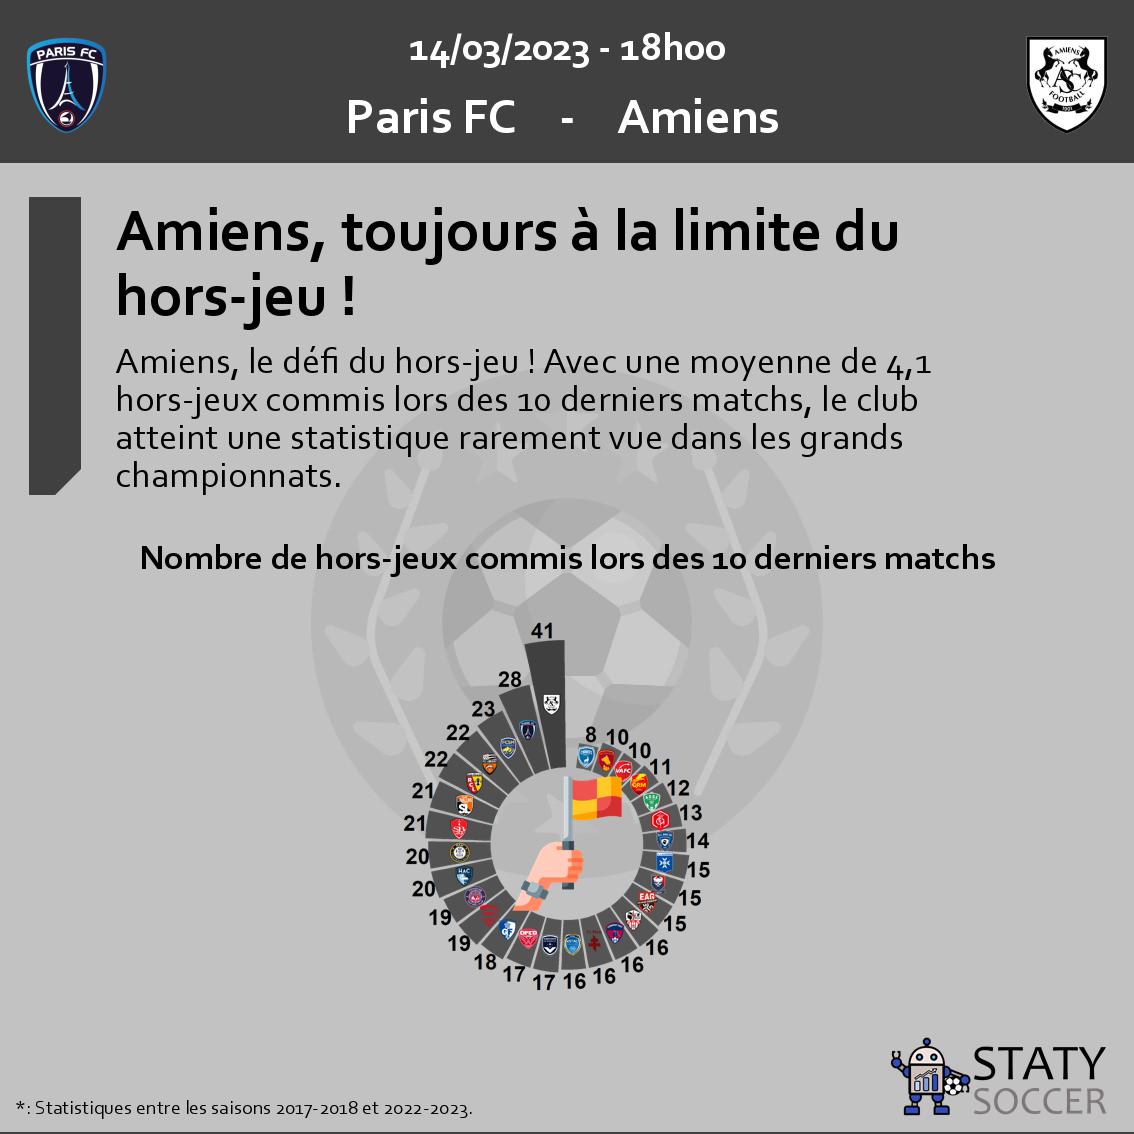 14/03/2023 - 18h00
PARIS FC
Paris FC - Amiens
AMIENS
FOOTBALL
Amiens, toujours à la limite du
hors-jeu !
Amiens, le défi du hors-jeu ! Avec une moyenne de 4,1
hors-jeux commis lors des 10 derniers matchs, le club
atteint une statistique rarement vue dans les grands
championnats.
Nombre de hors-jeux commis lors des 10 derniers matchs
41
28
23
22
22
21
21
20
20
19
19
18
17
17
16
16
16
16
15
15
15
14
13
12
11
10
10
8
STATY
SOCCER
*: Statistiques entre les saisons 2017-2018 et 2022-2023.